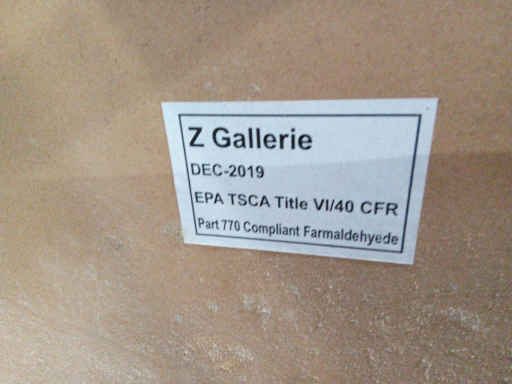 Z Gallerie
DEC-2019
EPA TSCA Title VI/40 CFR
Part 770 Compliant Farmaldehyede